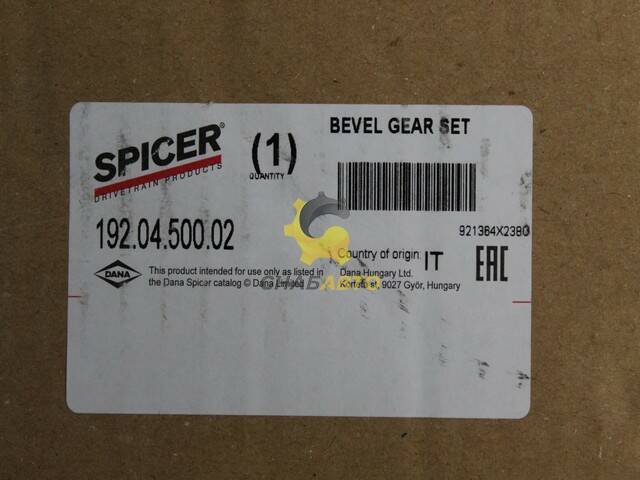 SPICER®
DRIVETRAIN PRODUCTS
(1)
QUANTITY
BEVEL GEAR SET
192.04.500.02
921364X2380
Country of origin: IT
EAC
DANA
This product intended for use only as listed in
the Dana Spicer catalog © Dana Limited
Dana Hungary Ltd.
9027 Győr, Hungary
СНАБАВТО